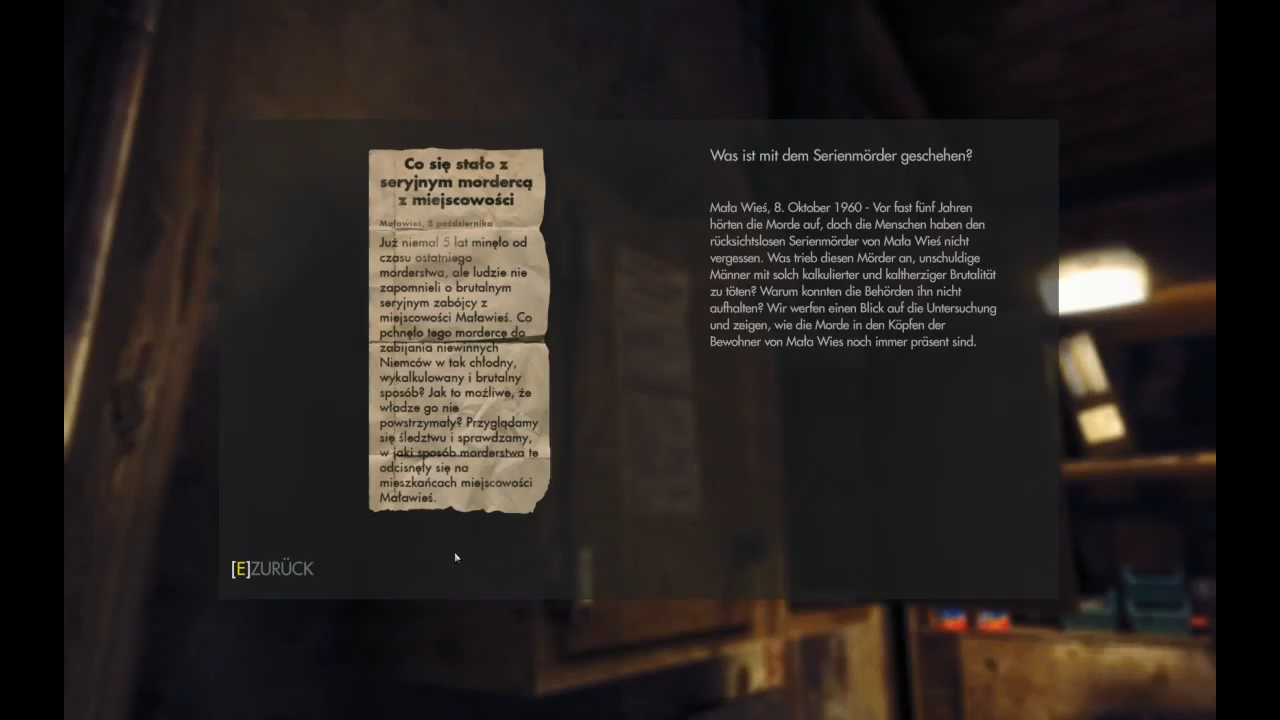 Co się stało z
seryjnym mordercą
z miejscowości
Maławieś, 8 października
Już niemal 5 lat minęło od
czasu ostatniego
morderstwa, ale ludzie nie
zapomnieli o brutalnym
seryjnym zabójcy z
miejscowości Maławieś. Co
pchnęło tego mordercę do
zabijania niewinnych
Niemców w tak chłodny,
wykalkulowany i brutalny
sposób? Jak to możliwe, że
władze go nie
powstrzymały? Przyglądamy
się śledztwu i sprawdzamy,
w jaki sposób morderstwa te
odcisnęły się na
mieszkańcach miejscowości
Maławieś.
Was ist mit dem Serienmörder geschehen?
Mała Wieś, 8. Oktober 1960 - Vor fast fünf Jahren
hörten die Morde auf, doch die Menschen haben den
rücksichtslosen Serienmörder von Mała Wieś nicht
vergessen. Was trieb diesen Mörder an, unschuldige
Männer mit solch kalkulierter und kaltherziger Brutalität
zu töten? Warum konnten die Behörden ihn nicht
aufhalten? Wir werfen einen Blick auf die Untersuchung
und zeigen, wie die Morde in den Köpfen der
Bewohner von Mała Wies noch immer präsent sind.
[E]ZURÜCK